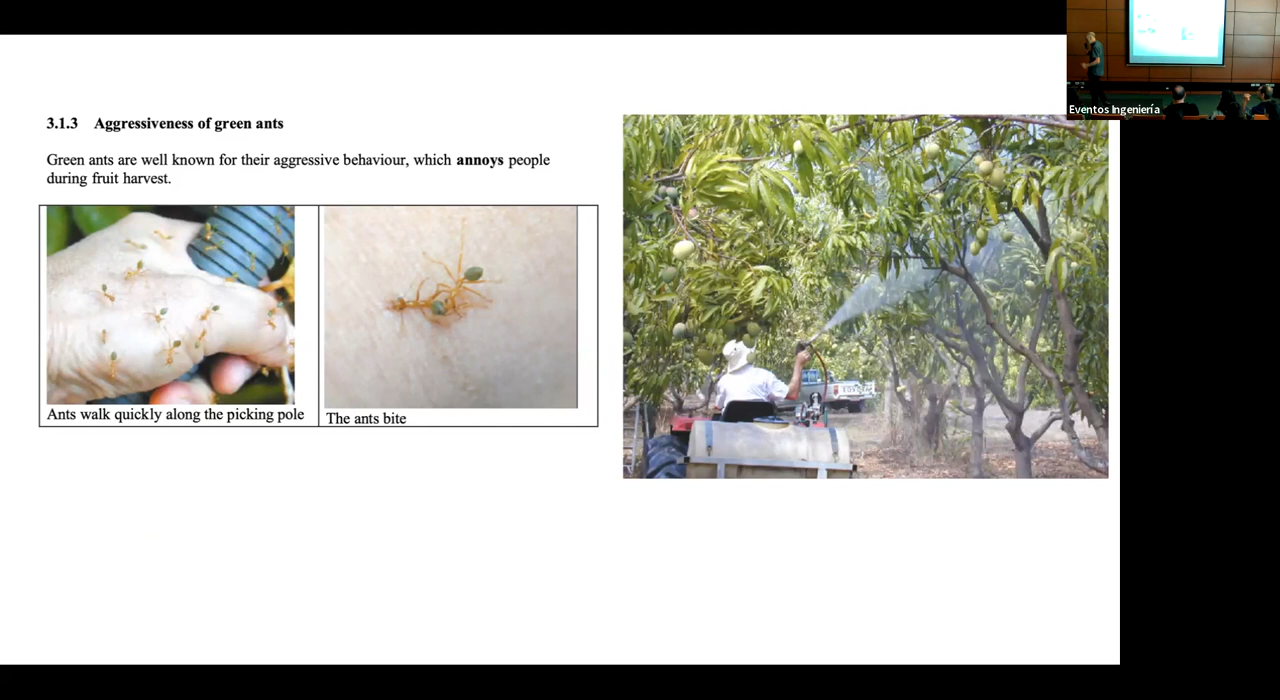 Eventos Ingeniería
3.1.3 Aggressiveness of green ants
Green ants are well known for their aggressive behaviour, which annoys people
during fruit harvest.
Ants walk quickly along the picking pole
The ants bite
TOYOTA